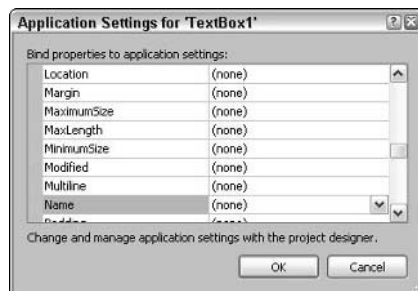 Application Settings for 'TextBox1'
Bind properties to application settings:
Location (none)
Margin (none)
MaximumSize (none)
MaxLength (none)
MinimumSize (none)
Modified (none)
Multiline (none)
Name (none)
Change and manage application settings with the project designer.
OK Cancel